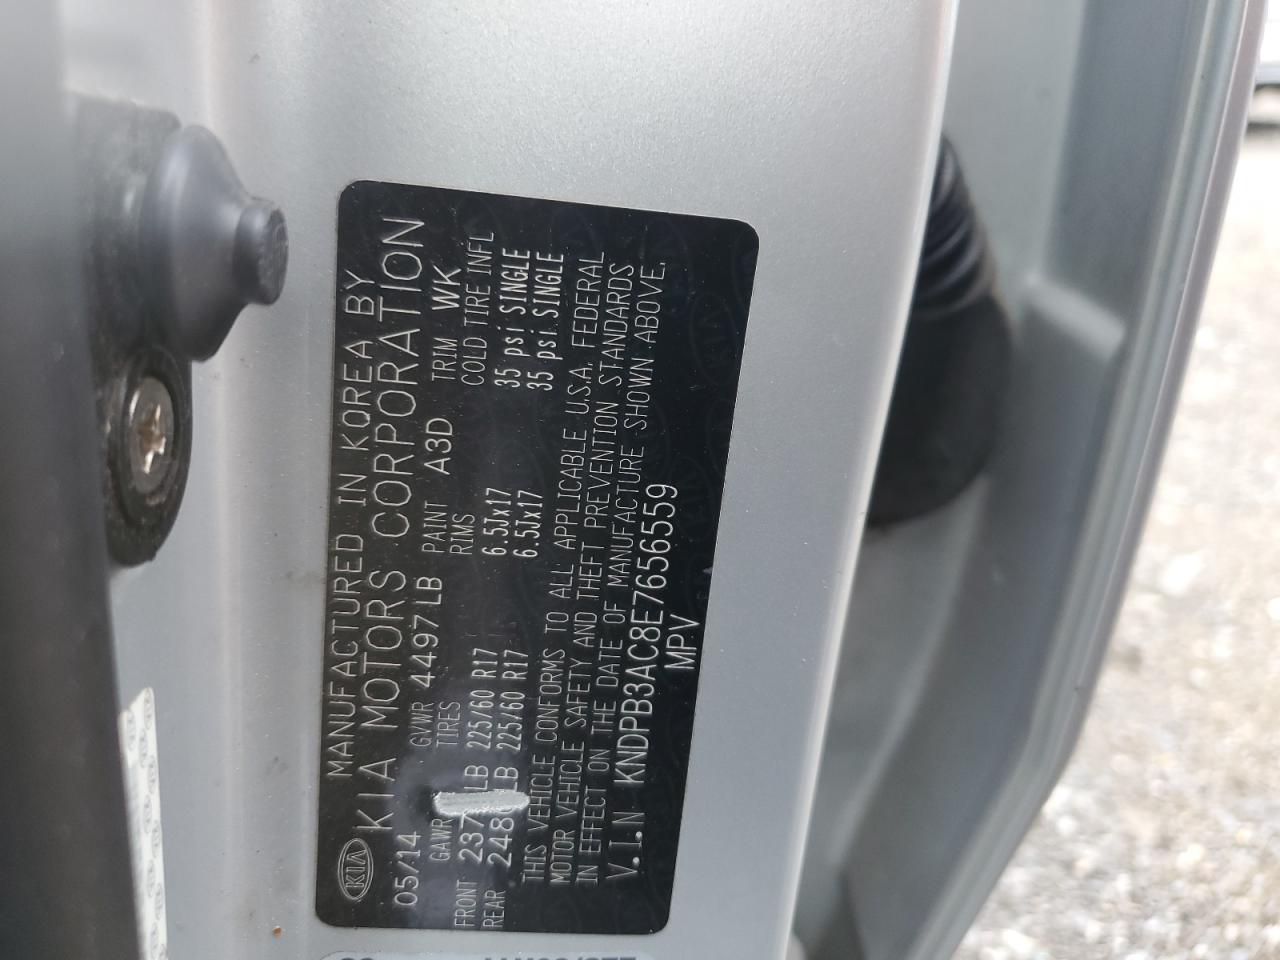 KIA
MANUFACTURED IN KOREA BY
KIA MOTORS CORPORATION
05/14 GVWR 4497 LB PAINT A3D TRIM WK
GAWR TIRES RIMS COLD TIRE INFL
FRONT 237 LB 225/60 R17 6.5Jx17 35 psi SINGLE
REAR 248 LB 225/60 R17 6.5Jx17 35 psi SINGLE
THIS VEHICLE CONFORMS TO ALL APPLICABLE U.S.A. FEDERAL
MOTOR VEHICLE SAFETY AND THEFT PREVENTION STANDARDS
IN EFFECT ON THE DATE OF MANUFACTURE SHOWN ABOVE.
V.I.N KNDPB3AC8E7656559
MPV